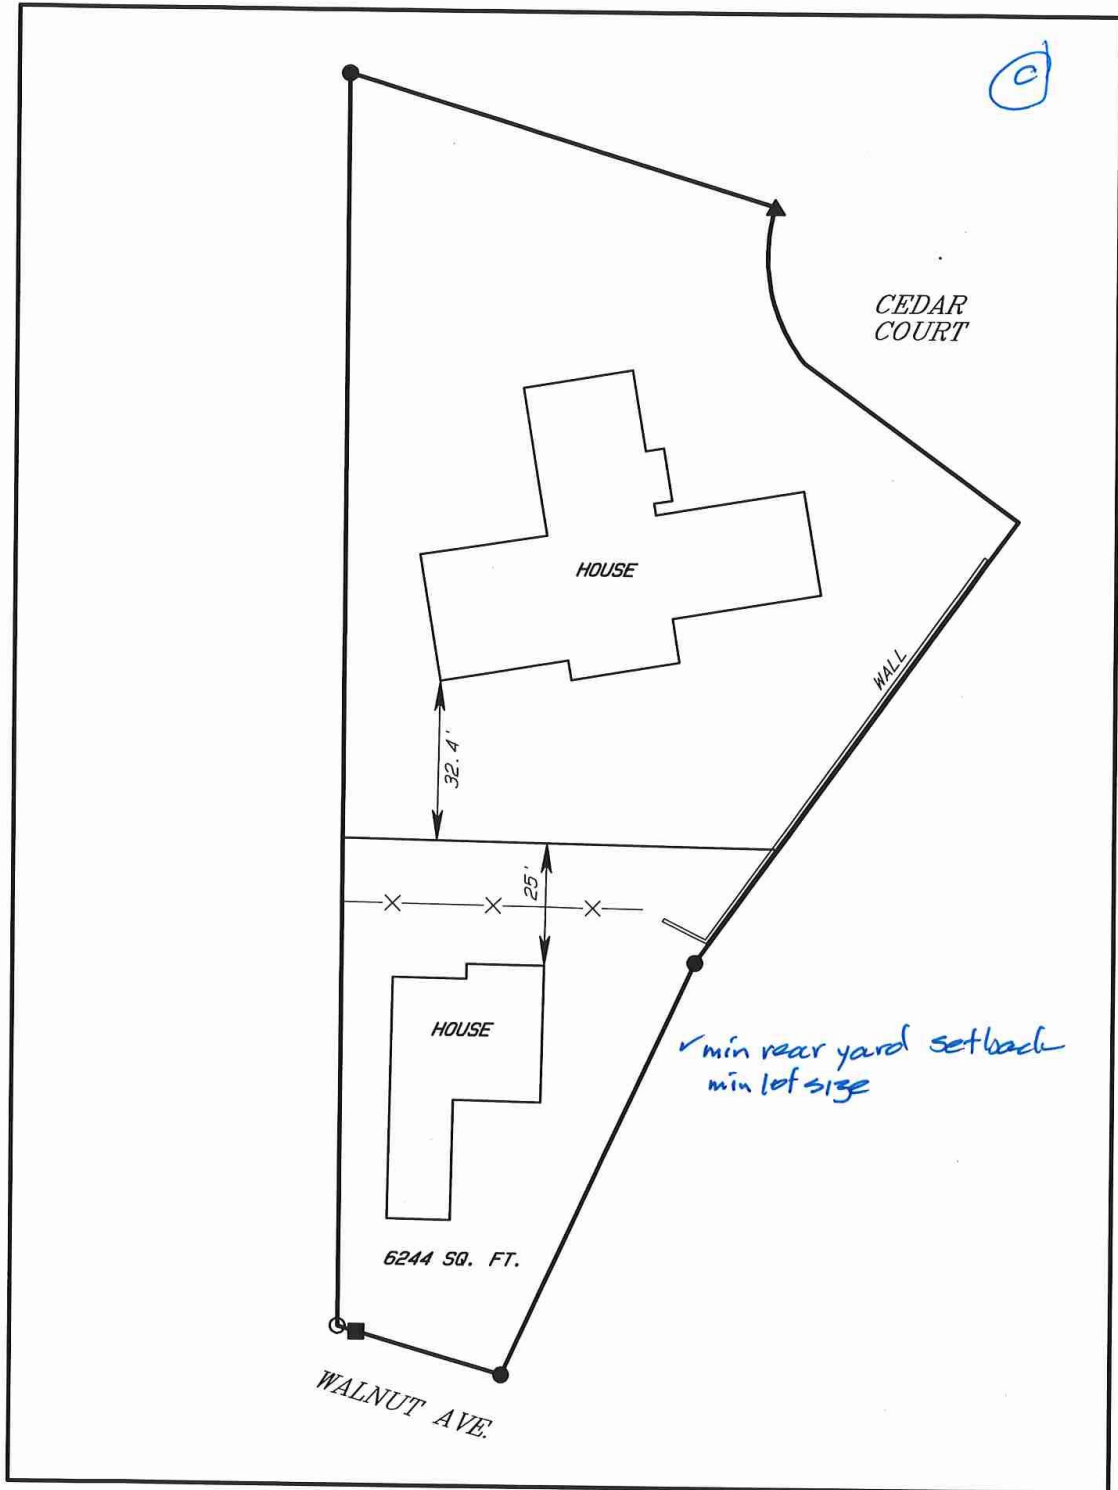 C
CEDAR
COURT
HOUSE
WALL
32.4'
25'
HOUSE
✓ min rear yard setback
min lot size
6244 SQ. FT.
WALNUT AVE.